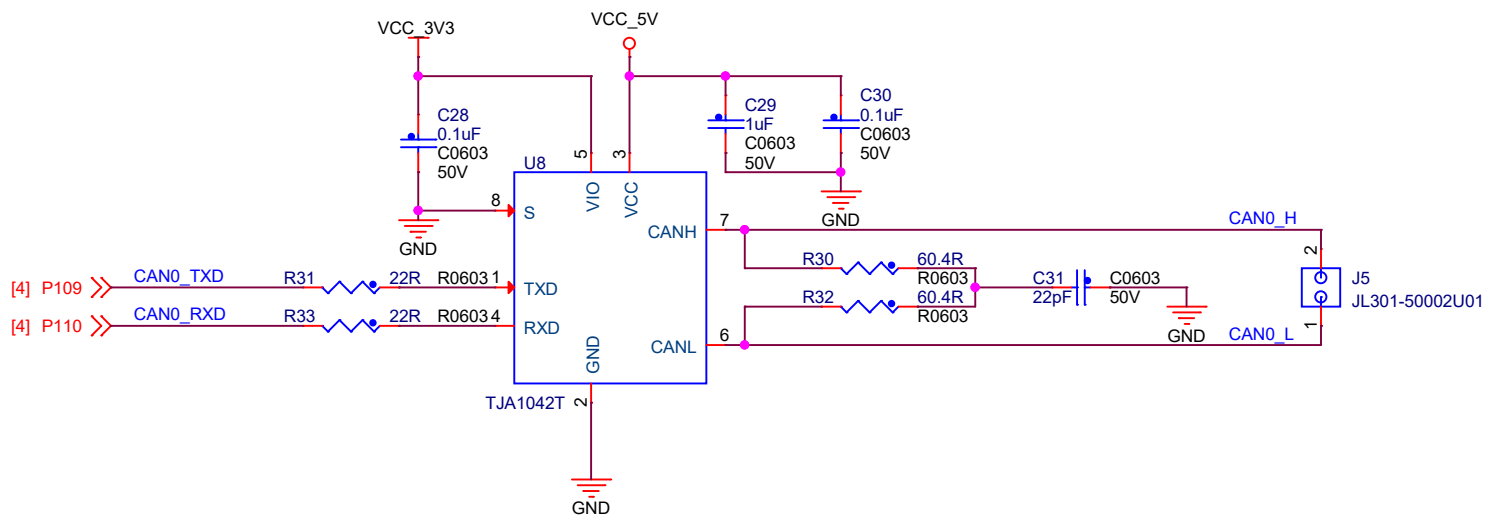 VCC_3V3
VCC_5V
C28
0.1uF
C0603
50V
C29
1uF
C0603
50V
C30
0.1uF
C0603
50V
GND
GND
U8
5
3
VIO
VCC
8
S
CANH
7
CAN0_H
[4] P109
CAN0_TXD
R31
22R
R0603
1
TXD
[4] P110
CAN0_RXD
R33
22R
R0603
4
RXD
GND
2
CANL
6
CAN0_L
TJA1042T
GND
R30
60.4R
R0603
R32
60.4R
R0603
C31
22pF
C0603
50V
GND
2
1
J5
JL301-50002U01